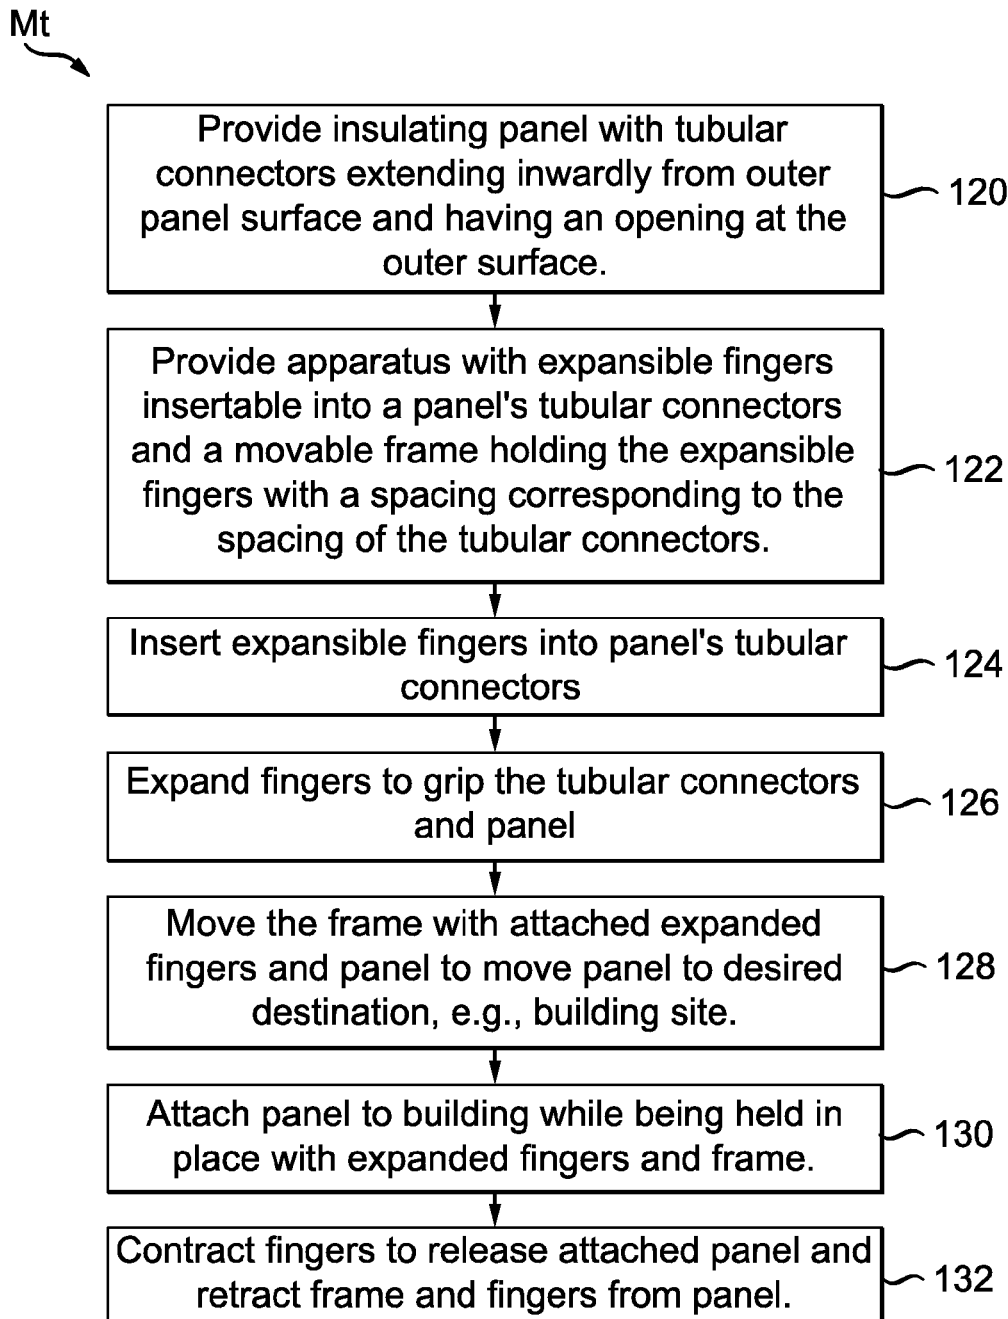 Mt
Provide insulating panel with tubular
connectors extending inwardly from outer
panel surface and having an opening at the
outer surface.
120
Provide apparatus with expansible fingers
insertable into a panel's tubular connectors
and a movable frame holding the expansible
fingers with a spacing corresponding to the
spacing of the tubular connectors.
122
Insert expansible fingers into panel's tubular
connectors
124
Expand fingers to grip the tubular connectors
and panel
126
Move the frame with attached expanded
fingers and panel to move panel to desired
destination, e.g., building site.
128
Attach panel to building while being held in
place with expanded fingers and frame.
130
Contract fingers to release attached panel and
retract frame and fingers from panel.
132